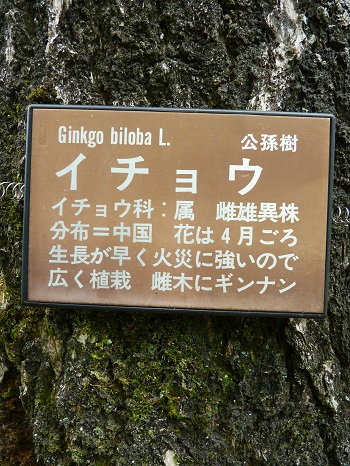 Ginkgo biloba L. 公孫樹
イチョウ
イチョウ科：属 雌雄異株
分布＝中国 花は4月ごろ
生長が早く火災に強いので
広く植栽 雌木にギンナン